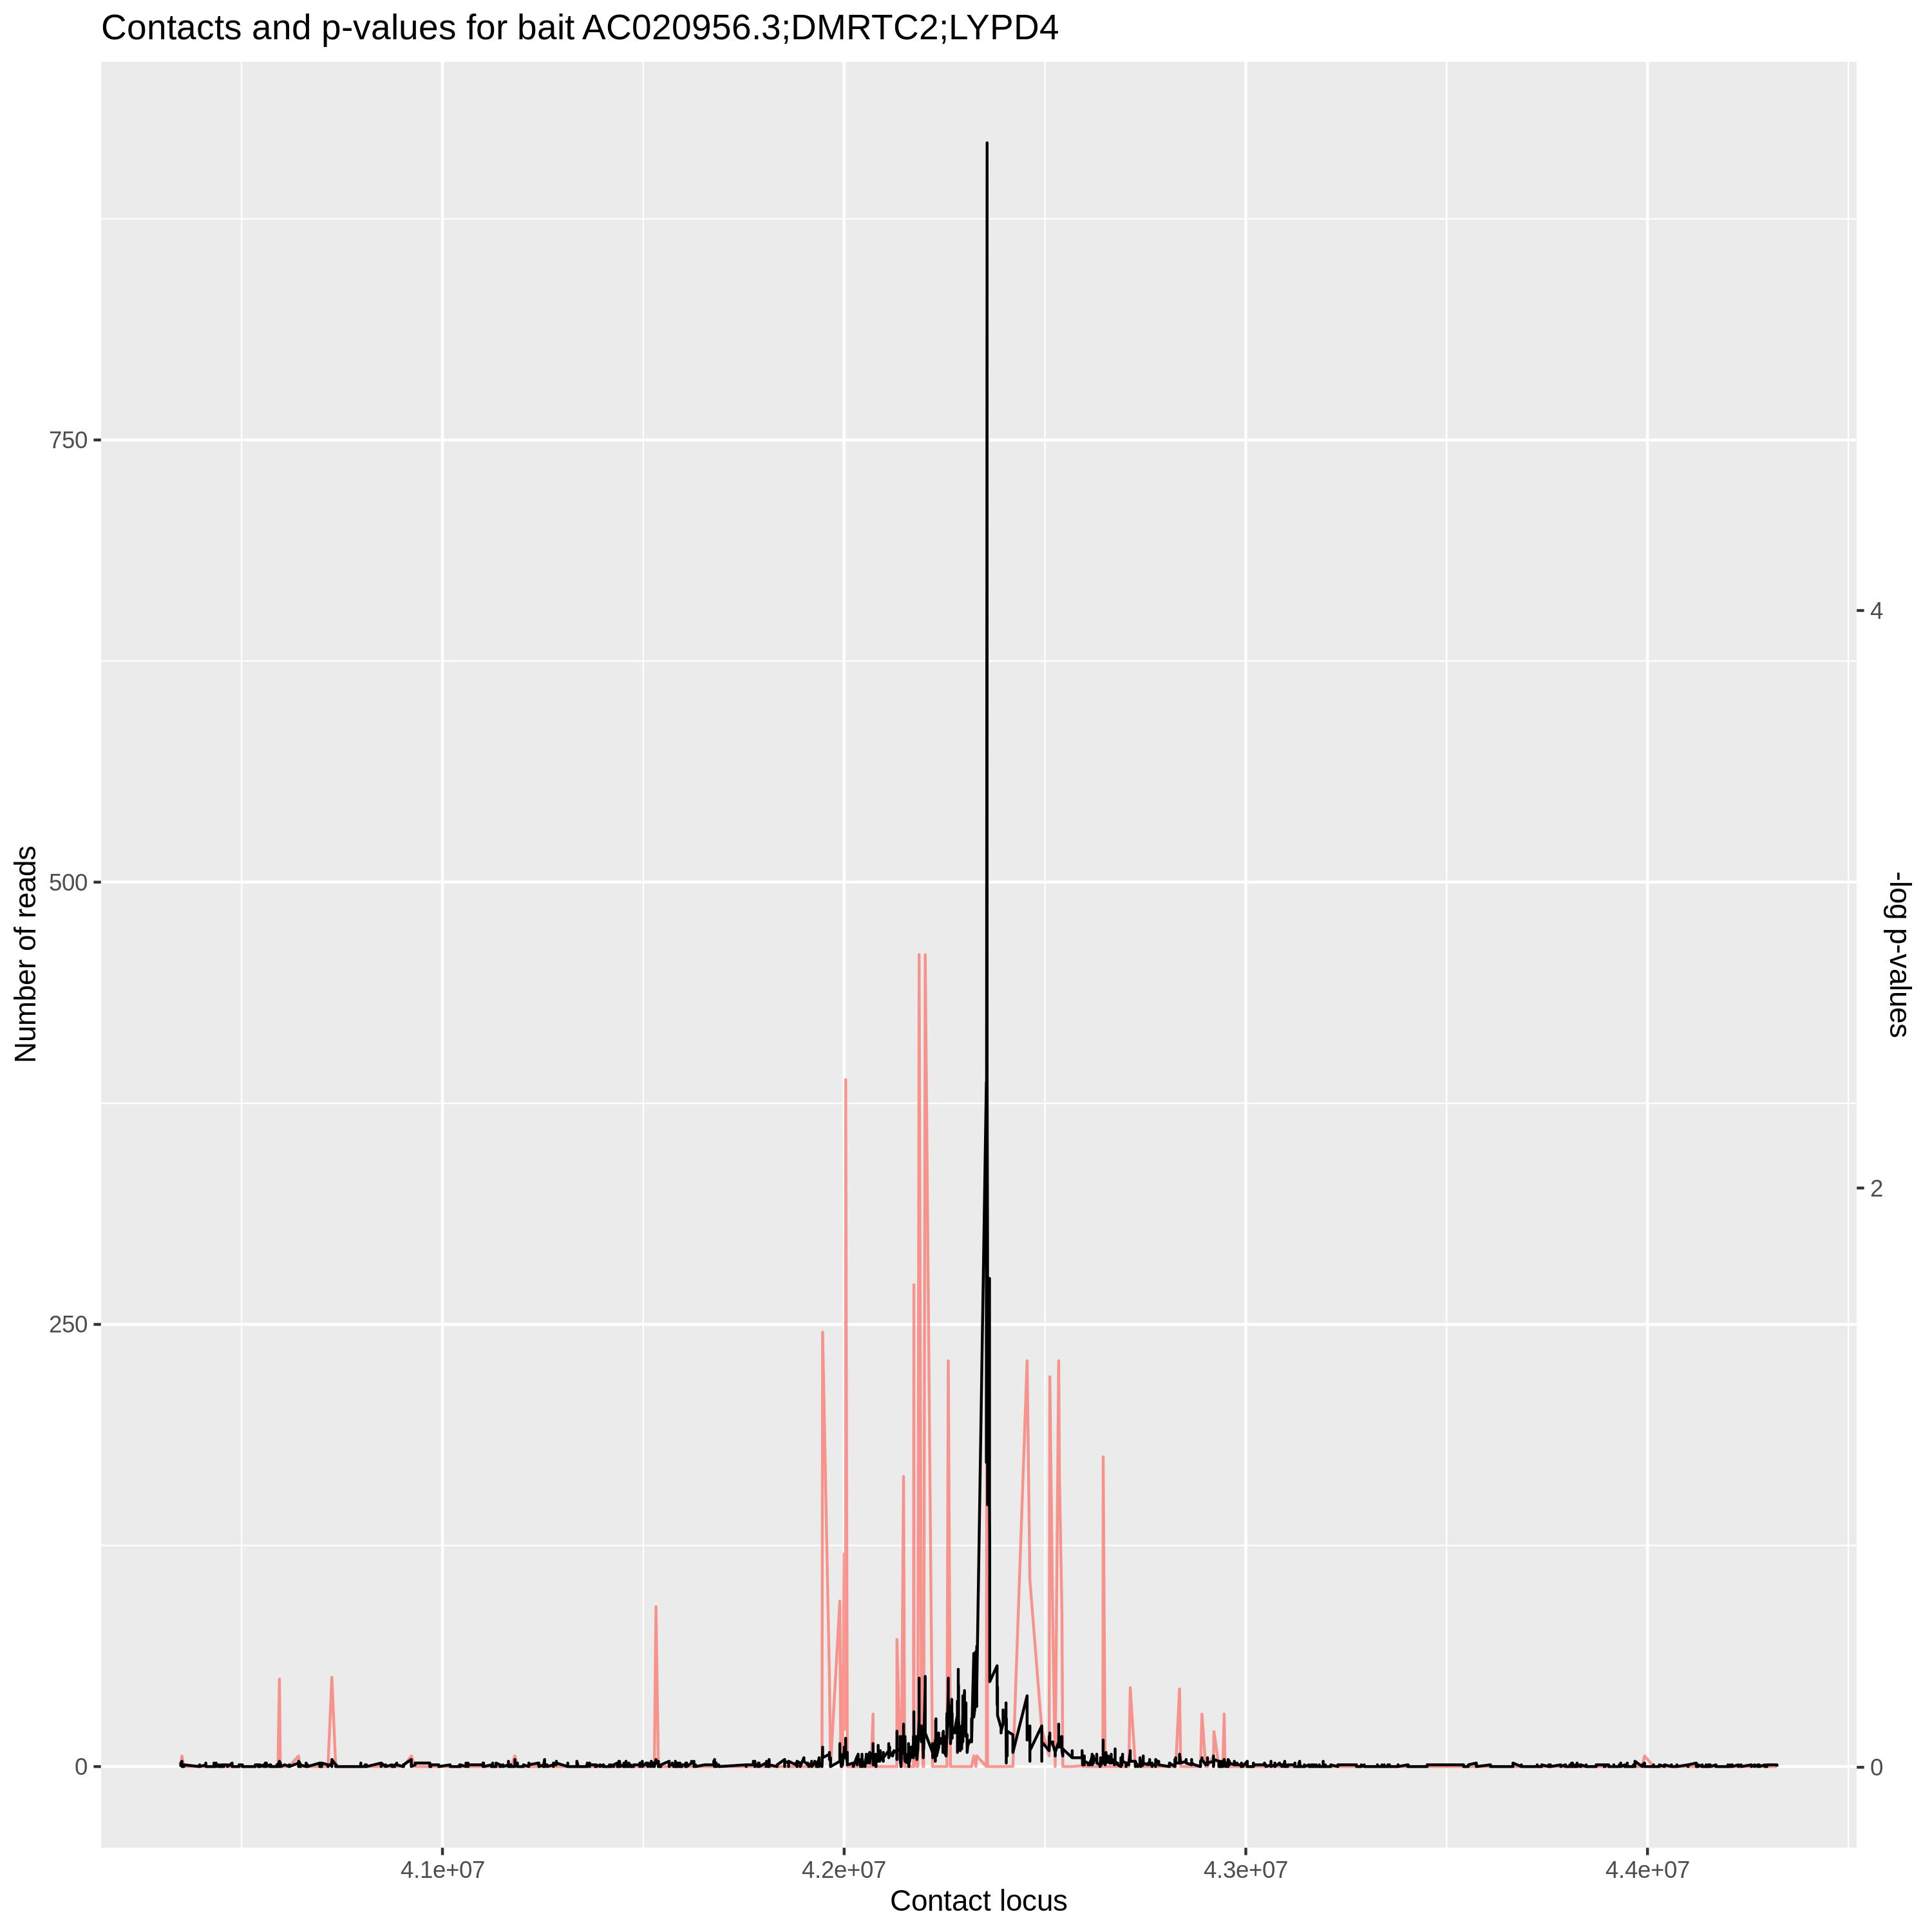 Contacts and p-values for bait AC020956.3;DMRTC2;LYPD4
Number of reads
750
500
250
0
4
2
0
-log p-values
4.1e+07
4.2e+07
4.3e+07
4.4e+07
Contact locus